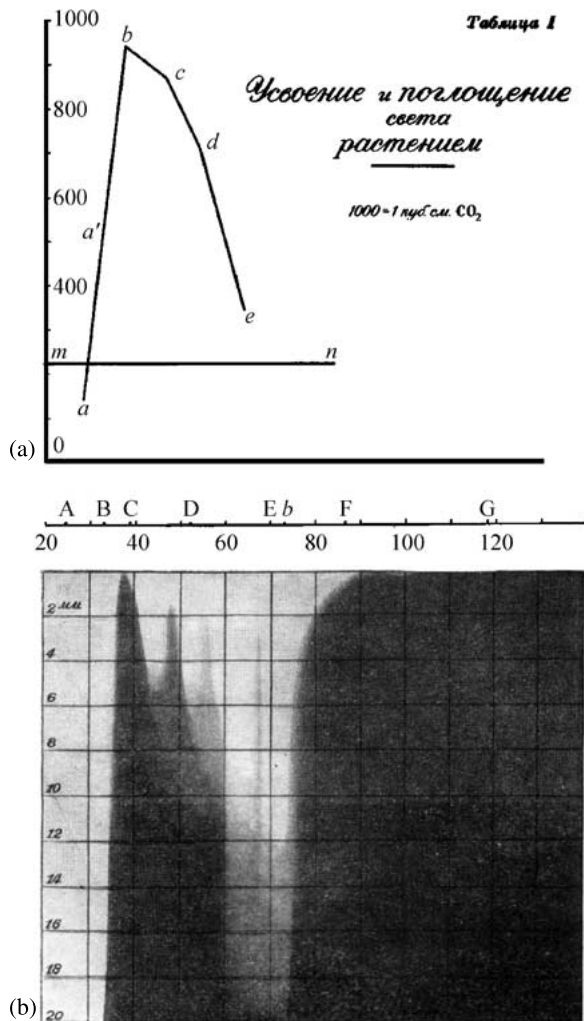 1000
Таблица I
b
c
Усвоение и поглощение
света
растением
800
d
600
1000 = 1 куб. см. CO₂
a'
400
e
m
n
a
0
(a)
A B C D E b F G
20 40 60 80 100 120
2 мм
4
6
8
10
12
14
16
18
20
(b)